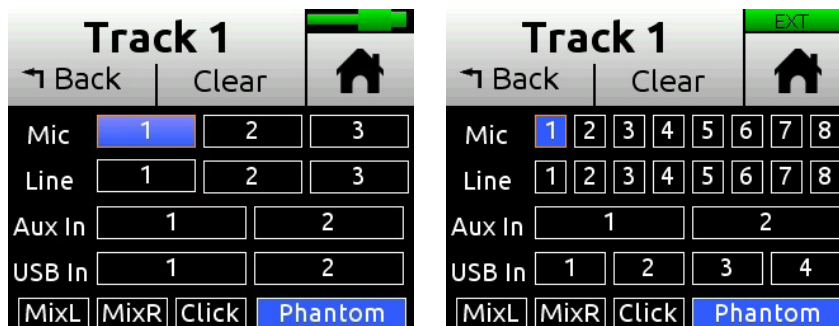 Track 1
Back Clear
Mic 1 2 3
Line 1 2 3
Aux In 1 2
USB In 1 2
MixL MixR Click Phantom
EXT
Track 1
Back Clear
Mic 1 2 3 4 5 6 7 8
Line 1 2 3 4 5 6 7 8
Aux In 1 2
USB In 1 2 3 4
MixL MixR Click Phantom